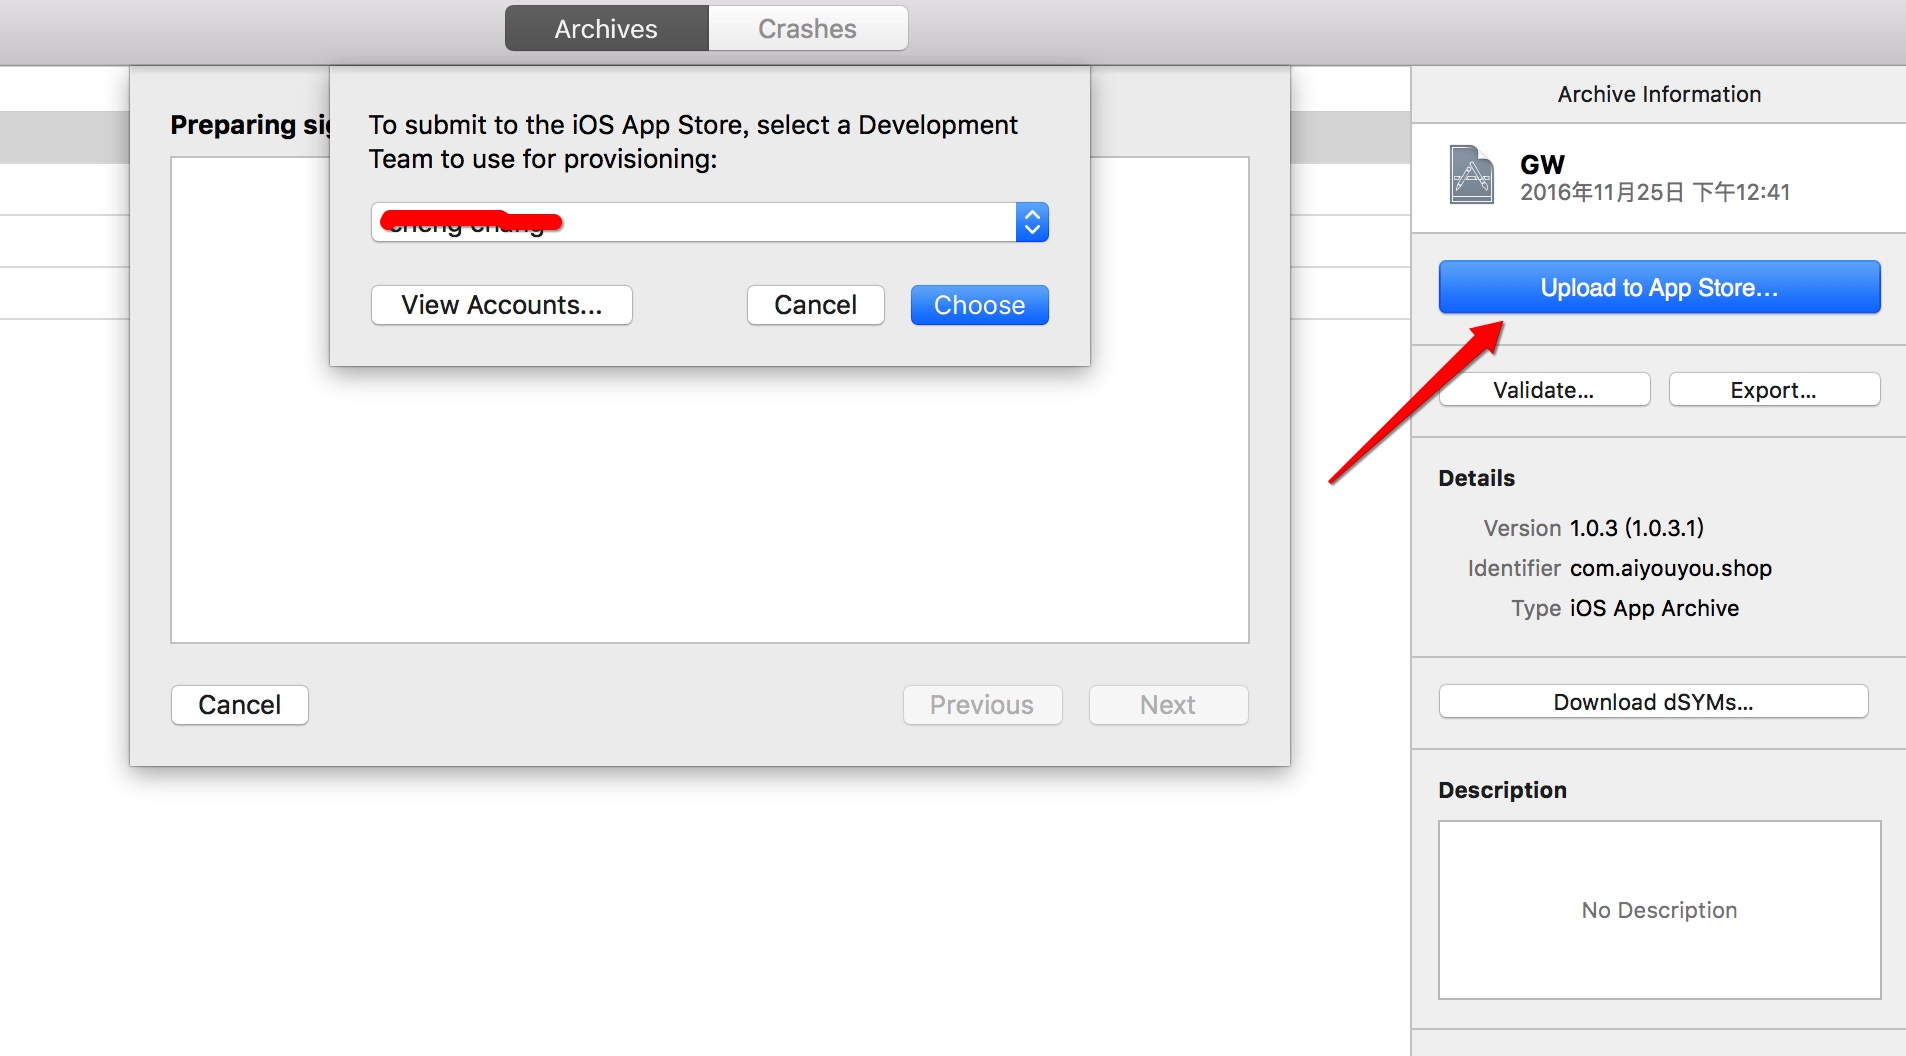 Archives
Crashes
Preparing
To submit to the iOS App Store, select a Development
Team to use for provisioning:
View Accounts...
Cancel
Choose
Cancel
Previous
Next
Archive Information
GW
2016年11月25日 下午12:41
Upload to App Store...
Validate...
Export...
Details
Version 1.0.3 (1.0.3.1)
Identifier com.aiyouyou.shop
Type iOS App Archive
Download dSYMs...
Description
No Description